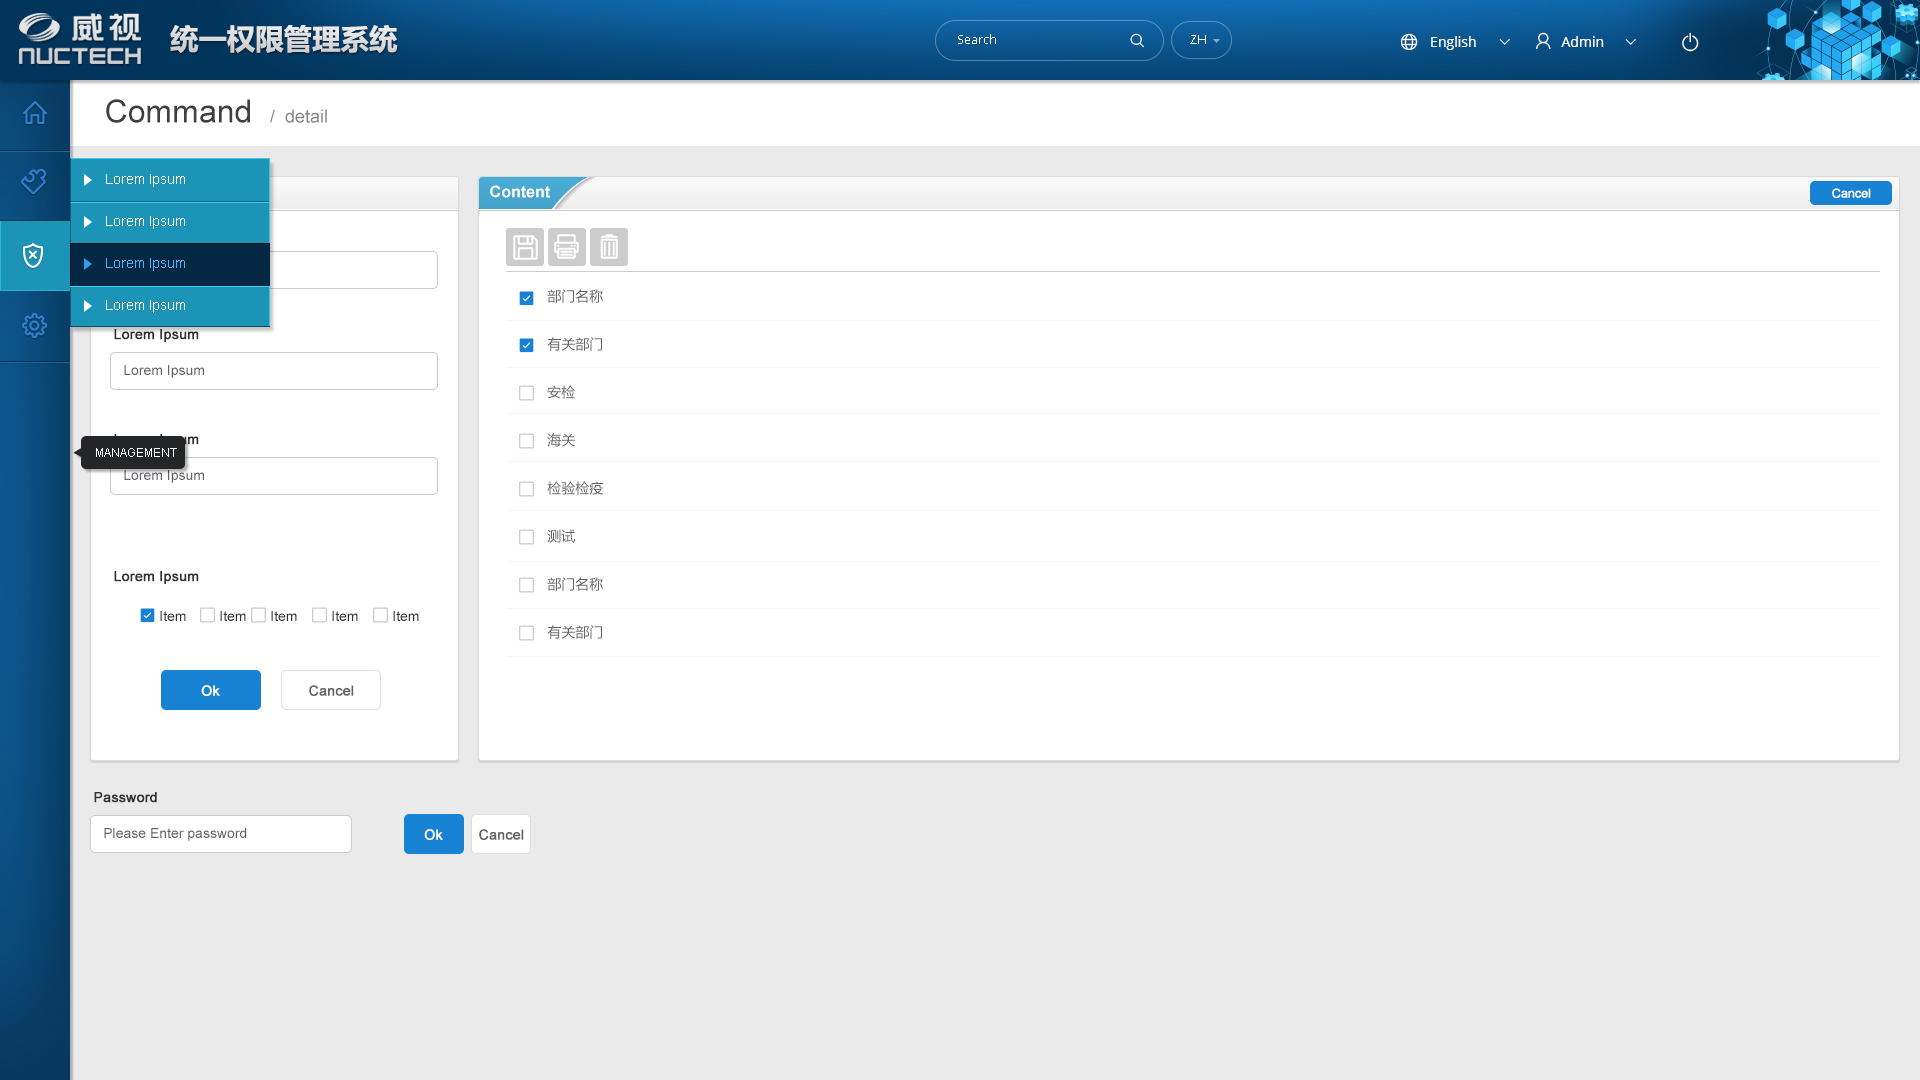 威视
NUCTECH
统一权限管理系统
Search
ZH
English
Admin
Command / detail
Lorem Ipsum
Lorem Ipsum
Lorem Ipsum
Lorem Ipsum
Lorem Ipsum
Lorem Ipsum
MANAGEMENT
Lorem Ipsum
Lorem Ipsum
Item Item Item Item Item
Ok Cancel
Content
Cancel
部门名称
有关部门
安检
海关
检验检疫
测试
部门名称
有关部门
Password
Please Enter password
Ok Cancel